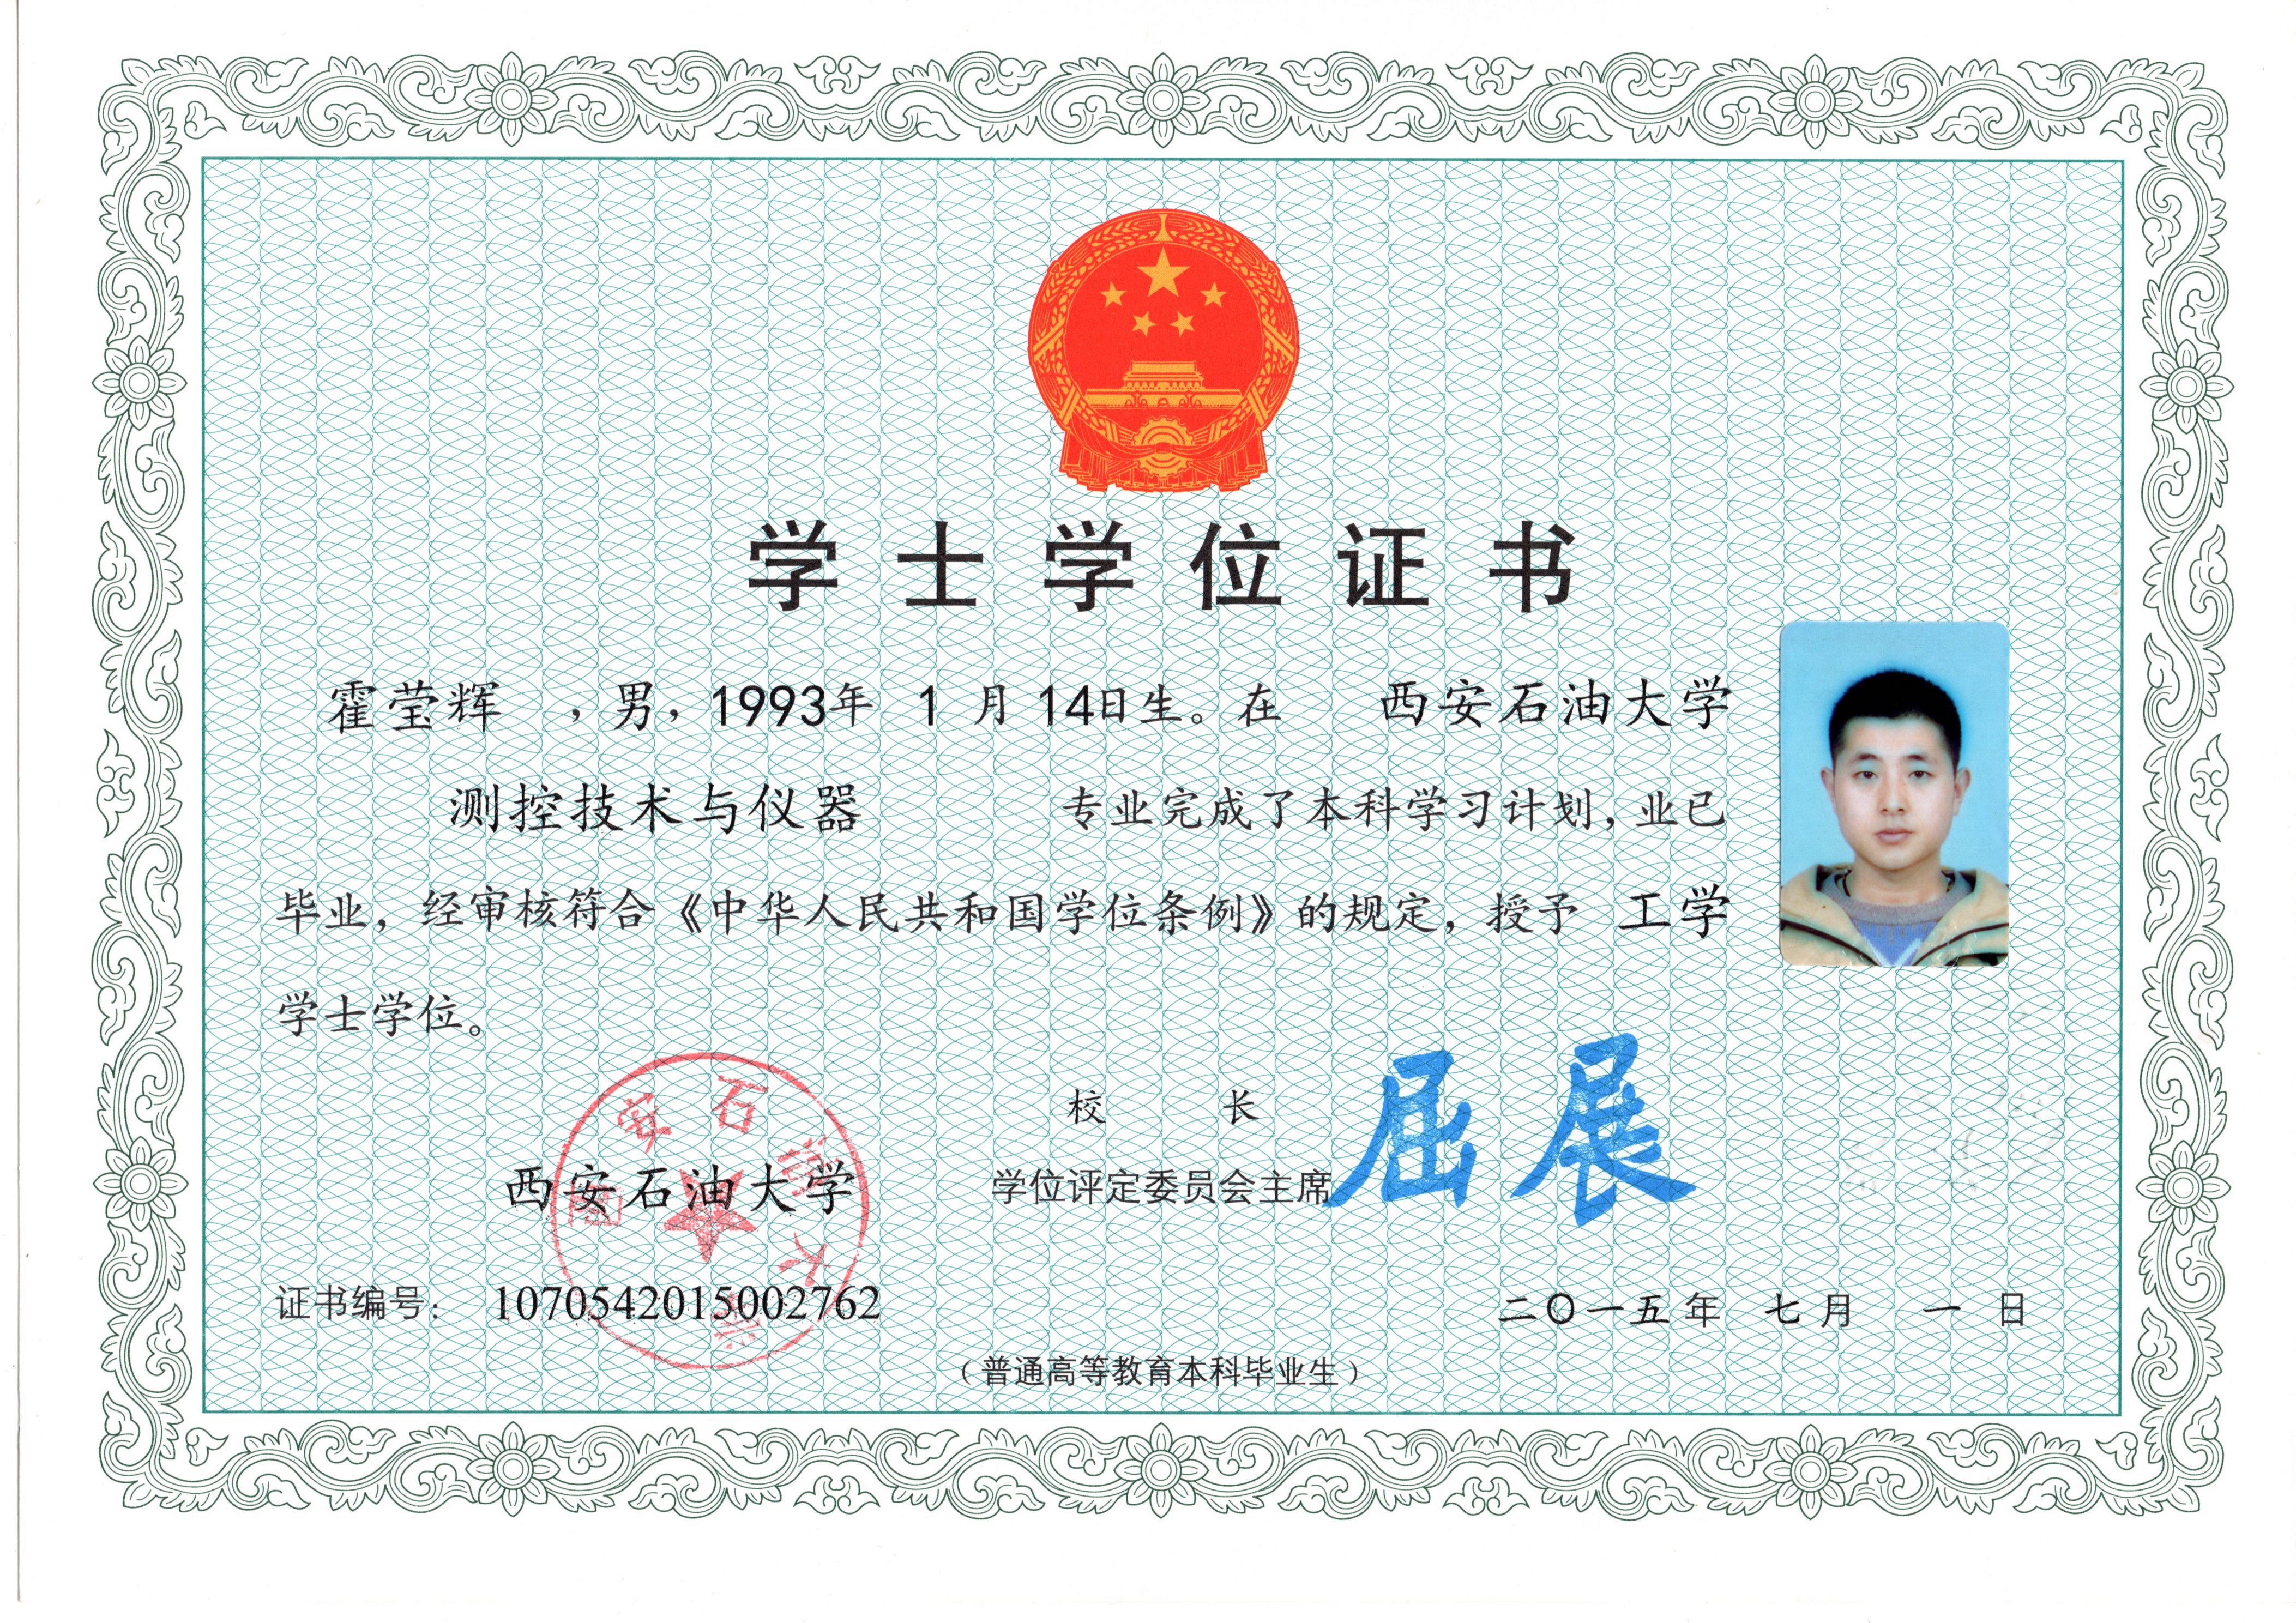 学士学位证书
霍莹辉 ，男，1993年 1 月 14日生。在 西安石油大学
测控技术与仪器 专业完成了本科学习计划，业已
毕业，经审核符合《中华人民共和国学位条例》的规定，授予 工学
学士学位。
校 长
屈展
西安石油大学
学位评定委员会主席
西安石油大学
证书编号： 1070542015002762
二〇一五年 七月 一 日
（普通高等教育本科毕业生）